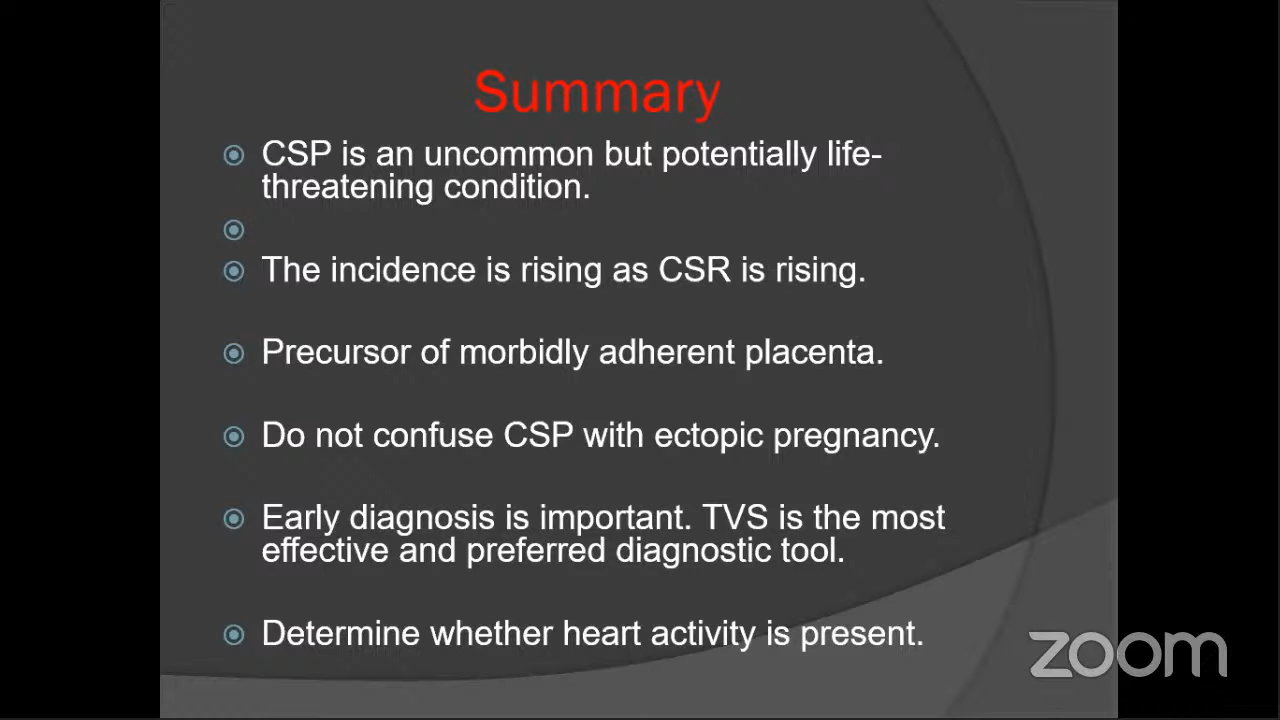 Summary
CSP is an uncommon but potentially life-
threatening condition.
The incidence is rising as CSR is rising.
Precursor of morbidly adherent placenta.
Do not confuse CSP with ectopic pregnancy.
Early diagnosis is important. TVS is the most
effective and preferred diagnostic tool.
Determine whether heart activity is present.
zoom